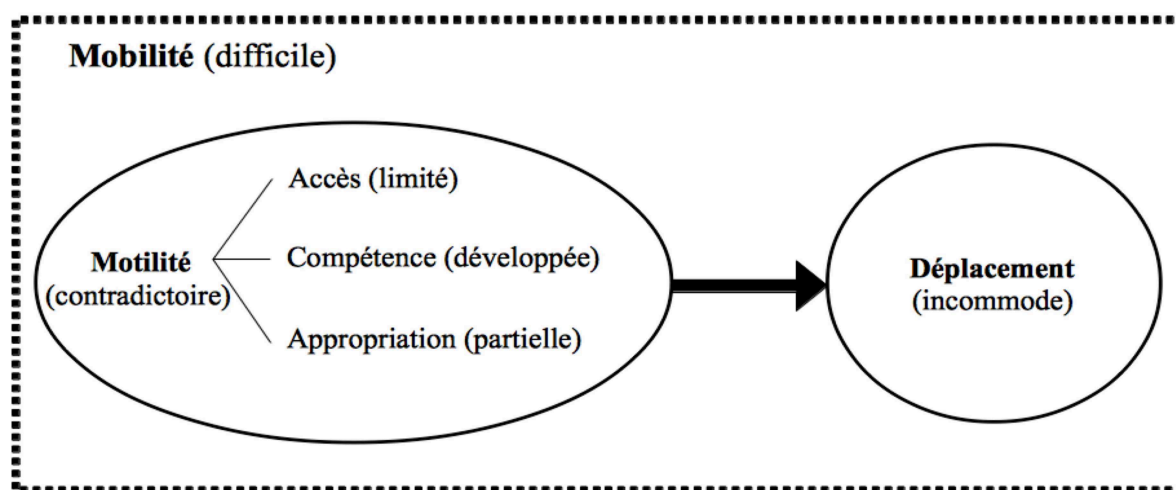 Mobilité (difficile)
Accès (limité)
Motilité
(contradictoire)
Compétence (développée)
Appropriation (partielle)
Déplacement
(incommode)